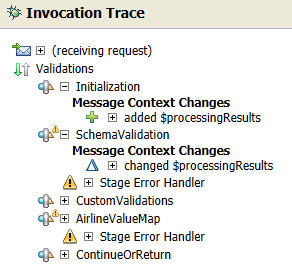 Invocation Trace
(receiving request)
Validations
Initialization
Message Context Changes
added $processingResults
SchemaValidation
Message Context Changes
changed $processingResults
Stage Error Handler
CustomValidations
AirlineValueMap
Stage Error Handler
ContinueOrReturn